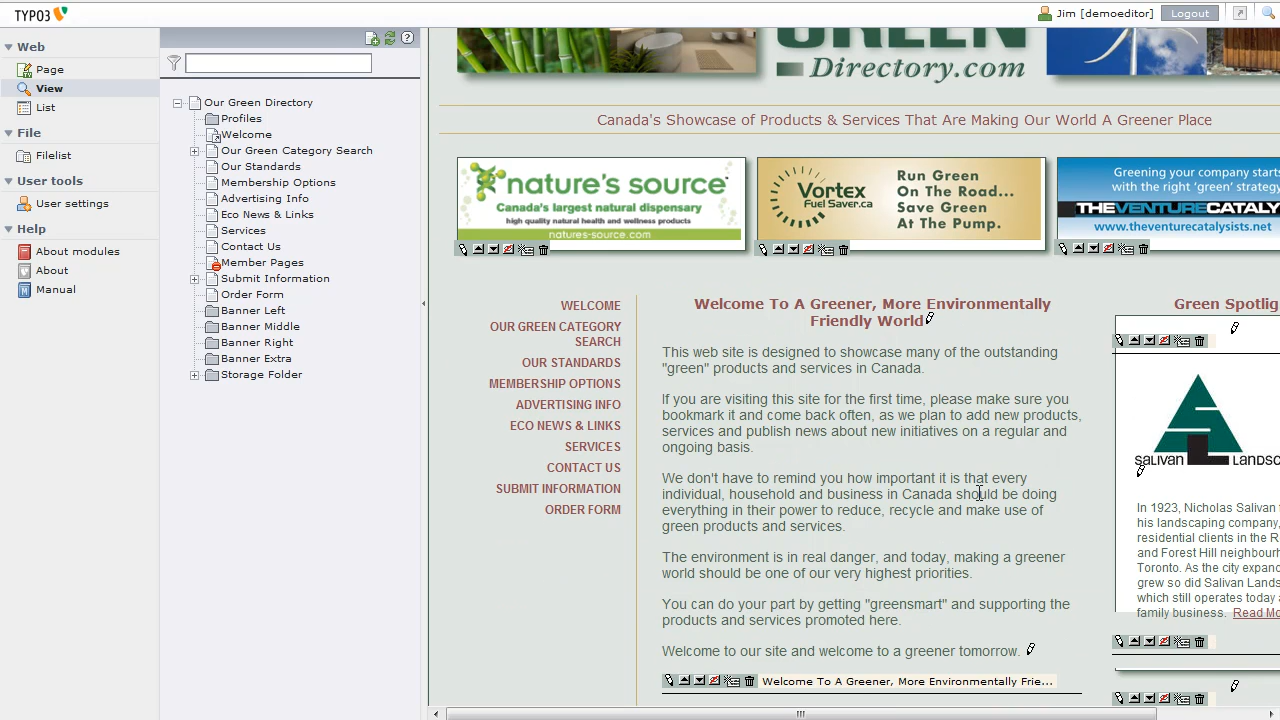 TYPO3
Jim [demoeditor]
Logout
Web
Page
View
List
File
Filelist
User tools
User settings
Help
About modules
About
Manual
Our Green Directory
Profiles
Welcome
Our Green Category Search
Our Standards
Membership Options
Advertising Info
Eco News & Links
Services
Contact Us
Member Pages
Submit Information
Order Form
Banner Left
Banner Middle
Banner Right
Banner Extra
Storage Folder
GREEN
Directory.com
Canada's Showcase of Products & Services That Are Making Our World A Greener Place
nature's source
Canada's largest natural dispensary
high quality natural health and wellness products
natures-source.com
Vortex
Fuel Saver.ca
Run Green
On The Road...
Save Green
At The Pump.
Greening your company starts
with the right 'green' strategy
THEVENTURECATALY
www.theventurecatalysists.net
WELCOME
OUR GREEN CATEGORY
SEARCH
OUR STANDARDS
MEMBERSHIP OPTIONS
ADVERTISING INFO
ECO NEWS & LINKS
SERVICES
CONTACT US
SUBMIT INFORMATION
ORDER FORM
Welcome To A Greener, More Environmentally
Friendly World
This web site is designed to showcase many of the outstanding
"green" products and services in Canada.
If you are visiting this site for the first time, please make sure you
bookmark it and come back often, as we plan to add new products,
services and publish news about new initiatives on a regular and
ongoing basis.
We don't have to remind you how important it is that every
individual, household and business in Canada should be doing
everything in their power to reduce, recycle and make use of
green products and services.
The environment is in real danger, and today, making a greener
world should be one of our very highest priorities.
You can do your part by getting "greensmart" and supporting the
products and services promoted here.
Welcome to our site and welcome to a greener tomorrow.
Welcome To A Greener, More Environmentally Frie...
Green Spotlig
SALIVAN LANDSC
In 1923, Nicholas Salivan
his landscaping company,
residential clients in the R
and Forest Hill neighbour
Toronto. As the city expan
grew so did Salivan Lands
which still operates today
family business. Read Mo